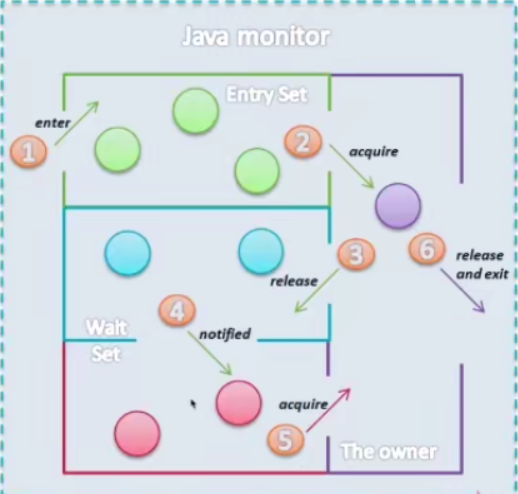 Java monitor
Entry Set
enter
1
2
acquire
3
6
release
and exit
release
4
notified
Wait
Set
acquire
5
The owner